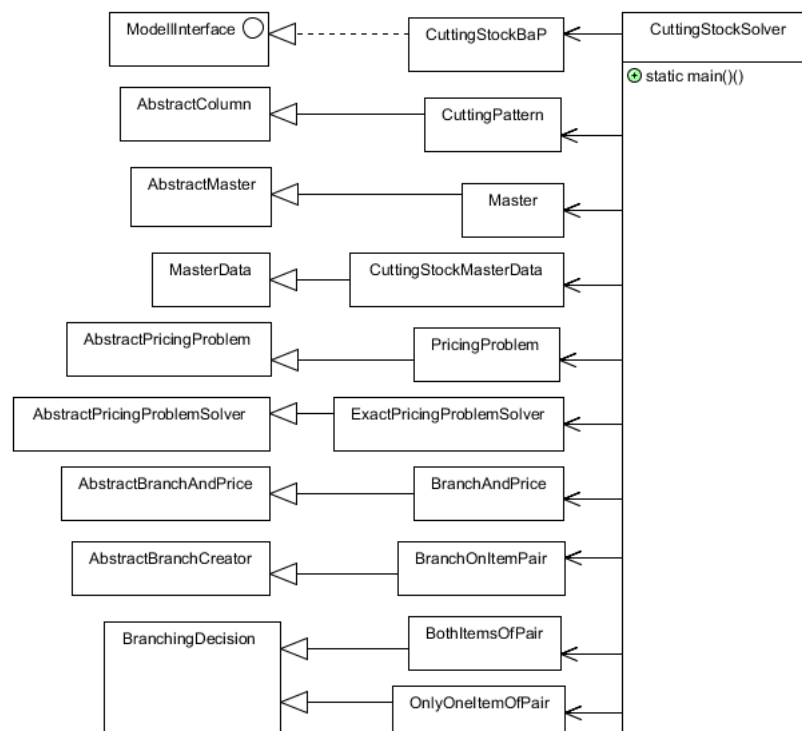 ModellInterface
CuttingStockBaP
CuttingStockSolver
static main()()
AbstractColumn
CuttingPattern
AbstractMaster
Master
MasterData
CuttingStockMasterData
AbstractPricingProblem
PricingProblem
AbstractPricingProblemSolver
ExactPricingProblemSolver
AbstractBranchAndPrice
BranchAndPrice
AbstractBranchCreator
BranchOnItemPair
BranchingDecision
BothItemsOfPair
OnlyOneItemOfPair